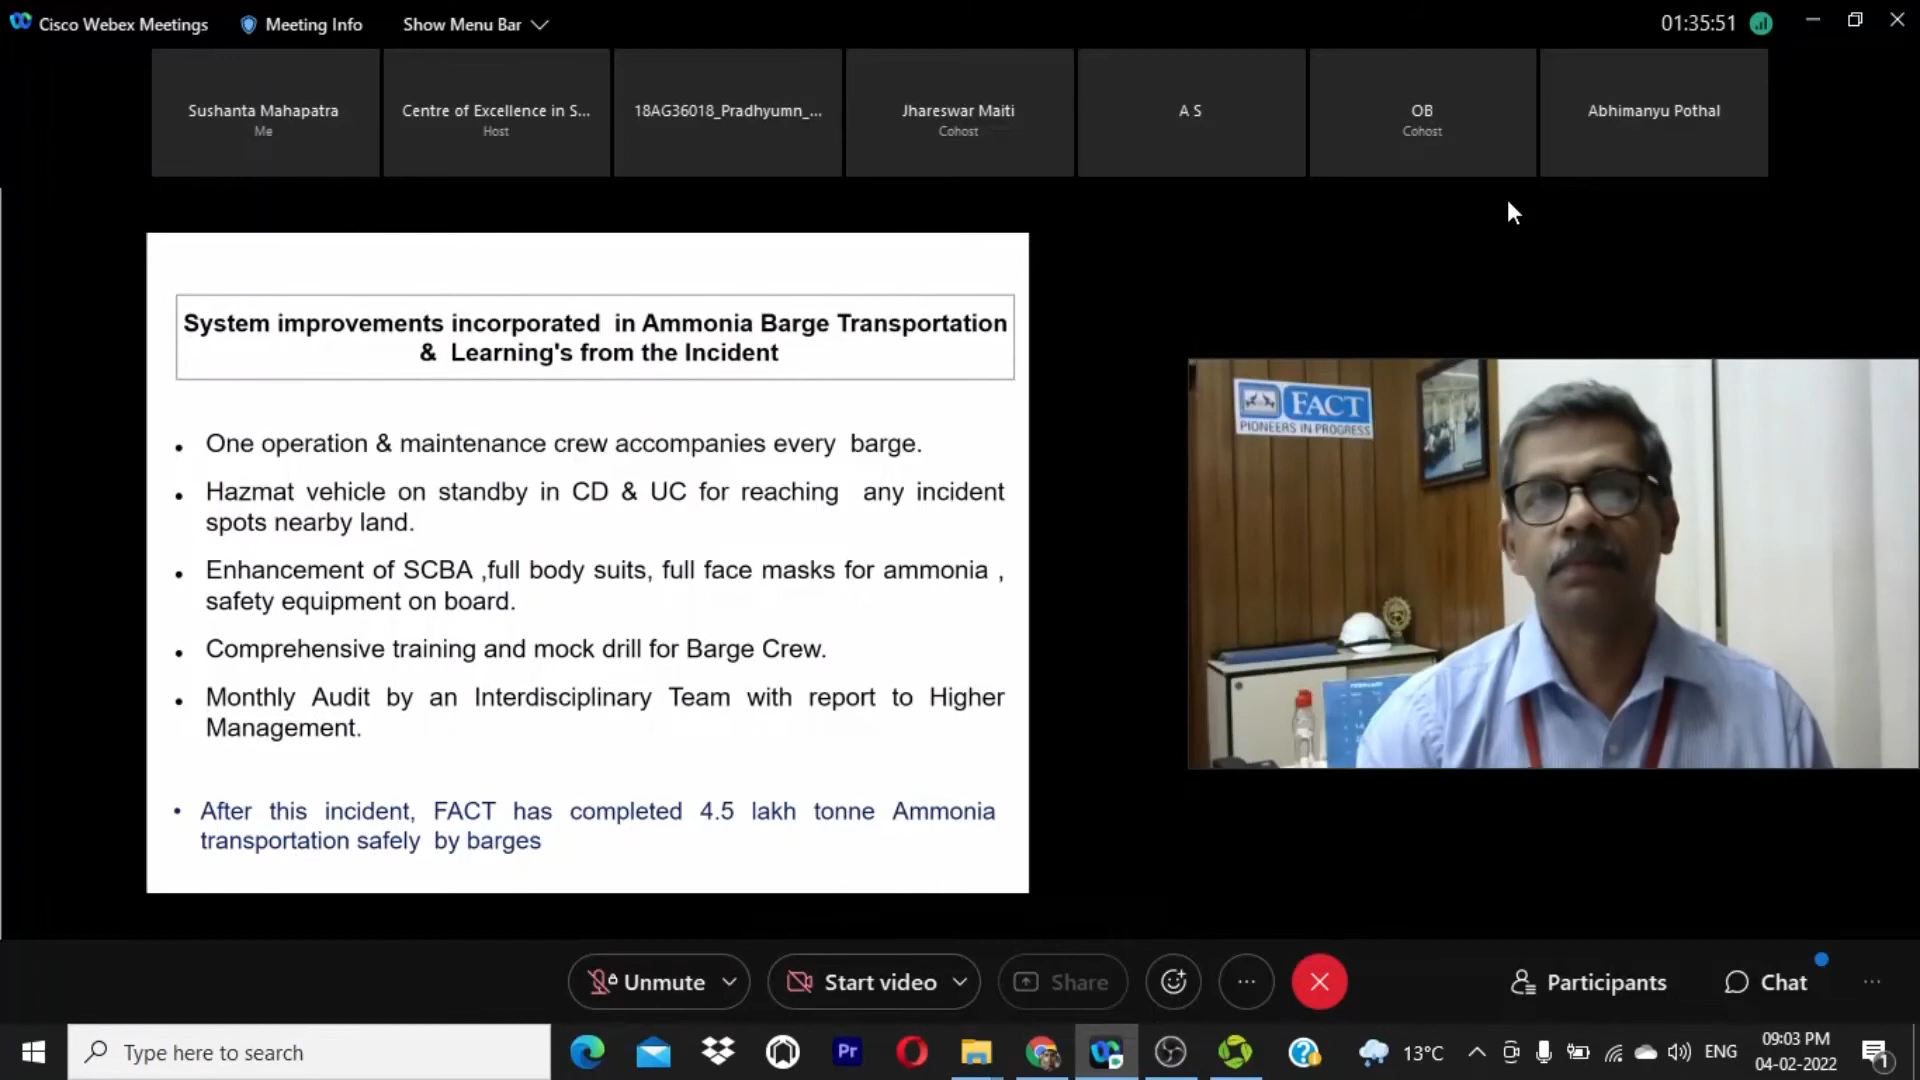 Cisco Webex Meetings
Meeting Info
Show Menu Bar
01:35:51
Sushanta Mahapatra
Me
Centre of Excellence in S...
Host
18AG36018_Pradhyumn_...
Jhareswar Maiti
Cohost
A S
OB
Cohost
Abhimanyu Pothal
System improvements incorporated in Ammonia Barge Transportation
& Learning's from the Incident
• One operation & maintenance crew accompanies every barge.
• Hazmat vehicle on standby in CD & UC for reaching any incident
spots nearby land.
• Enhancement of SCBA ,full body suits, full face masks for ammonia ,
safety equipment on board.
• Comprehensive training and mock drill for Barge Crew.
• Monthly Audit by an Interdisciplinary Team with report to Higher
Management.
• After this incident, FACT has completed 4.5 lakh tonne Ammonia
transportation safely by barges
FACT
PIONEERS IN PROGRESS
FEBRUARY
Unmute
Start video
Share
Participants
Chat
Type here to search
Pr
13°C
ENG
09:03 PM
04-02-2022
1